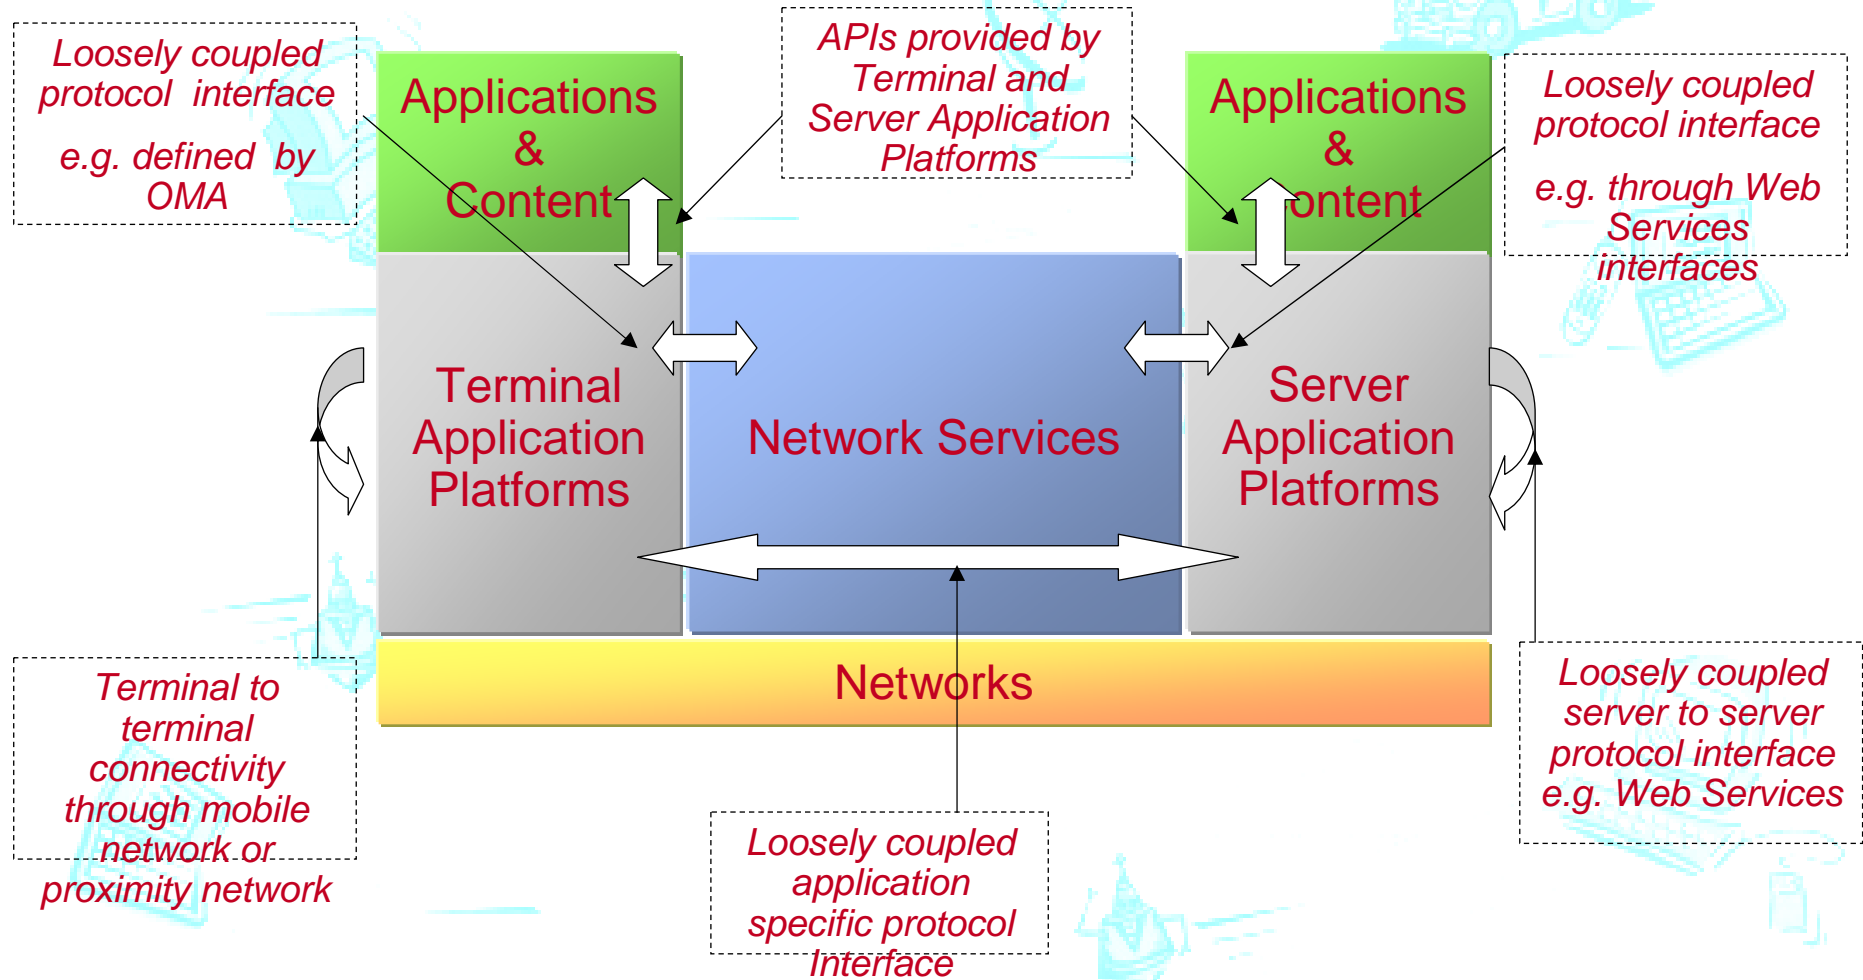 Loosely coupled
protocol interface
e.g. defined by
OMA
Applications
&
Content
APIs provided by
Terminal and
Server Application
Platforms
Applications
&
Content
Loosely coupled
protocol interface
e.g. through Web
Services
interfaces
Terminal
Application
Platforms
Network Services
Server
Application
Platforms
Networks
Terminal to
terminal
connectivity
through mobile
network or
proximity network
Loosely coupled
application
specific protocol
Interface
Loosely coupled
server to server
protocol interface
e.g. Web Services